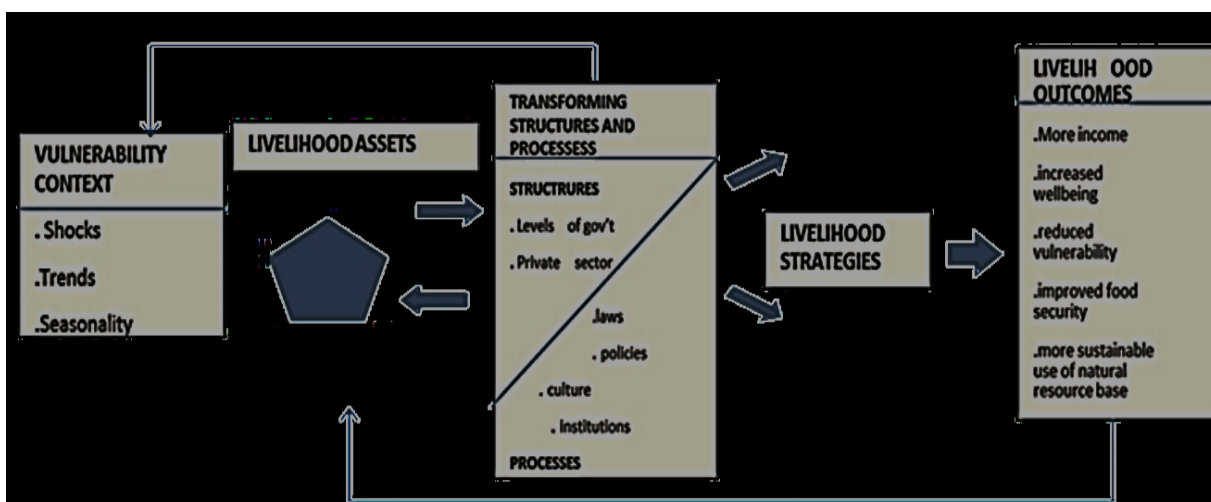 VULNERABILITY
CONTEXT
. Shocks
.Trends
.Seasonality
LIVELIHOOD ASSETS
TRANSFORMING
STRUCTURES AND
PROCESSESS
STRUCTRURES
. Levels of gov't
. Private sector
.laws
. policies
. culture
. institutions
PROCESSES
LIVELIHOOD
STRATEGIES
LIVELIH OOD
OUTCOMES
.More income
.increased
wellbeing
.reduced
vulnerability
.improved food
security
.more sustainable
use of natural
resource base